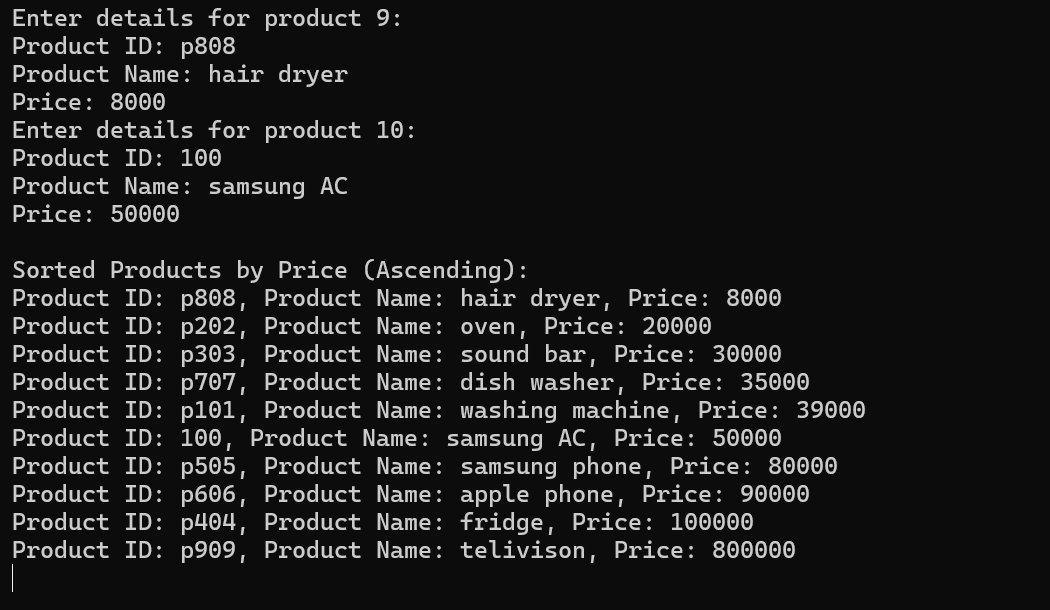 Enter details for product 9:
Product ID: p808
Product Name: hair dryer
Price: 8000
Enter details for product 10:
Product ID: 100
Product Name: samsung AC
Price: 50000
Sorted Products by Price (Ascending):
Product ID: p808, Product Name: hair dryer, Price: 8000
Product ID: p202, Product Name: oven, Price: 20000
Product ID: p303, Product Name: sound bar, Price: 30000
Product ID: p707, Product Name: dish washer, Price: 35000
Product ID: p101, Product Name: washing machine, Price: 39000
Product ID: 100, Product Name: samsung AC, Price: 50000
Product ID: p505, Product Name: samsung phone, Price: 80000
Product ID: p606, Product Name: apple phone, Price: 90000
Product ID: p404, Product Name: fridge, Price: 100000
Product ID: p909, Product Name: telivison, Price: 800000